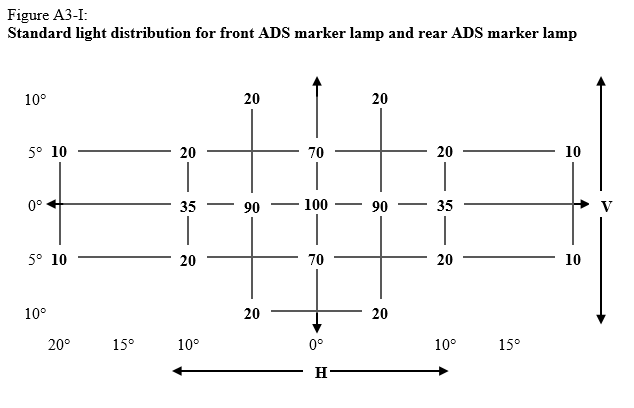 Figure A3-I:
Standard light distribution for front ADS marker lamp and rear ADS marker lamp
10° 20 20
5° 10 20 70 20 10
0° 35 90 100 90 35 V
5° 10 20 70 20 10
10° 20 20
20° 15° 10° 0° 10° 15°
H